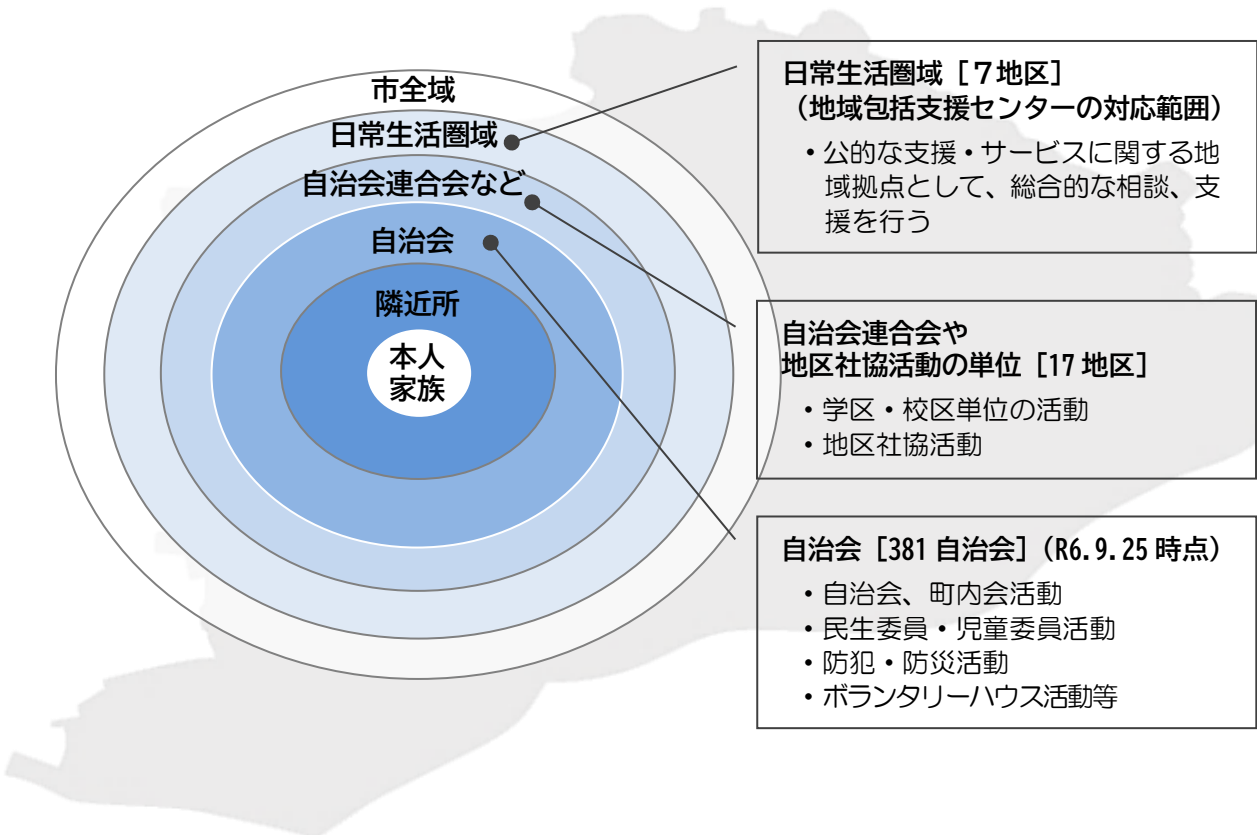 市全域
日常生活圏域
自治会連合会など
自治会
隣近所
本人
家族
日常生活圏域［７地区］
（地域包括支援センターの対応範囲）
・公的な支援・サービスに関する地
域拠点として、総合的な相談、支
援を行う
自治会連合会や
地区社協活動の単位［17 地区］
・学区・校区単位の活動
・地区社協活動
自治会［381 自治会］（R6.9.25 時点）
・自治会、町内会活動
・民生委員・児童委員活動
・防犯・防災活動
・ボランタリーハウス活動等